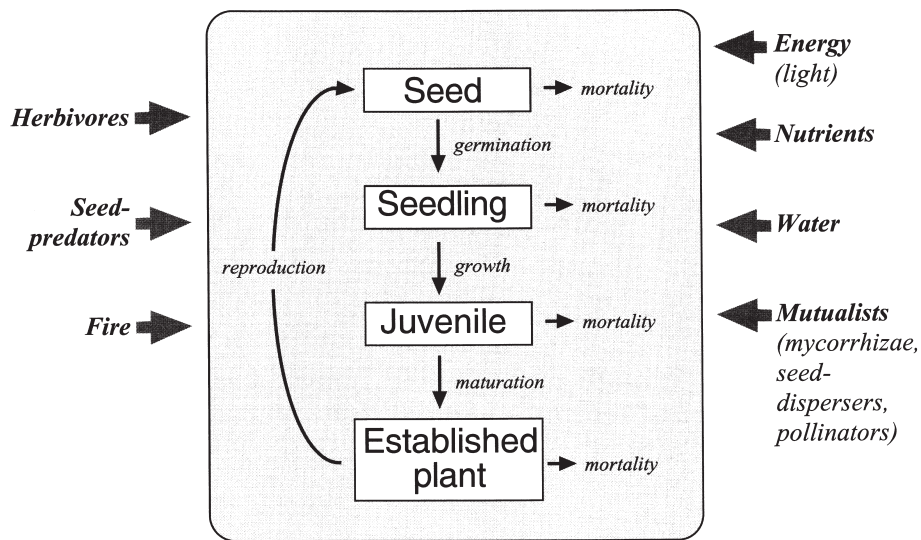 Herbivores
Seed-
predators
Fire
Seed
mortality
germination
Seedling
mortality
reproduction
growth
Juvenile
mortality
maturation
Established
plant
mortality
Energy
(light)
Nutrients
Water
Mutualists
(mycorrhizae,
seed-
dispersers,
pollinators)